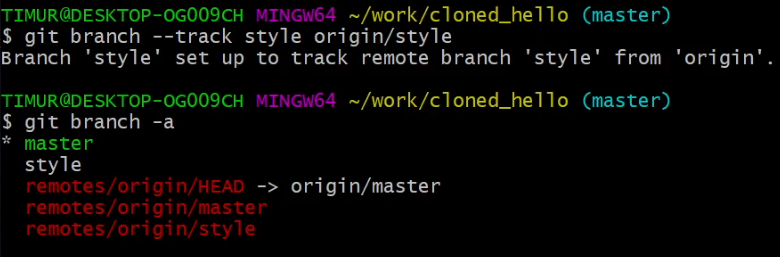 TIMUR@DESKTOP-OG009CH MINGW64 ~/work/cloned_hello (master)
$ git branch --track style origin/style
Branch 'style' set up to track remote branch 'style' from 'origin'.
TIMUR@DESKTOP-OG009CH MINGW64 ~/work/cloned_hello (master)
$ git branch -a
* master
  style
  remotes/origin/HEAD -> origin/master
  remotes/origin/master
  remotes/origin/style